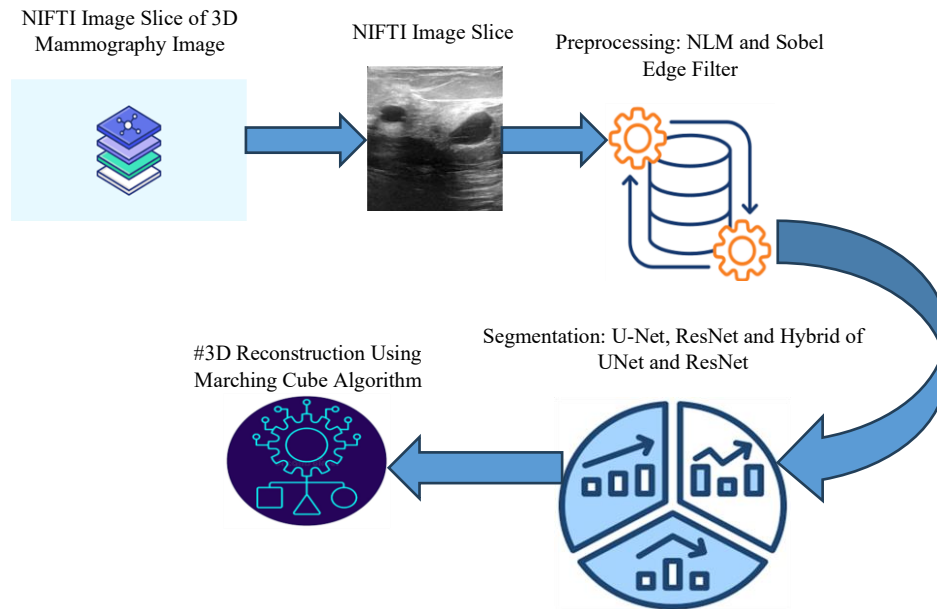 NIFTI Image Slice of 3D
Mammography Image
NIFTI Image Slice
Preprocessing: NLM and Sobel
Edge Filter
Segmentation: U-Net, ResNet and Hybrid of
UNet and ResNet
#3D Reconstruction Using
Marching Cube Algorithm